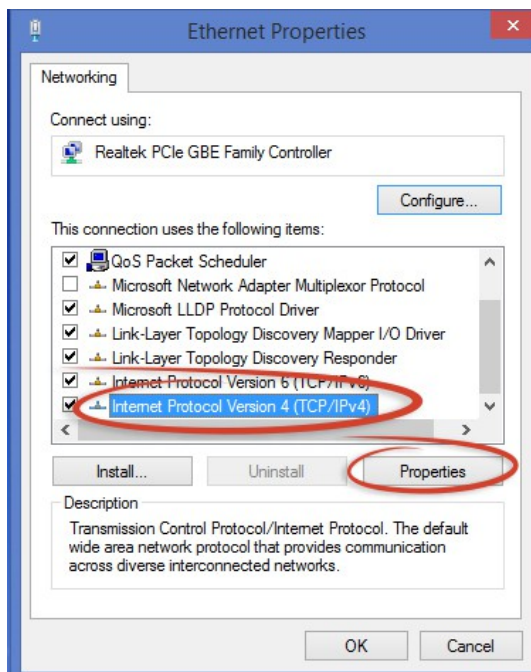 Ethernet Properties
Networking
Connect using:
Realtek PCIe GBE Family Controller
Configure...
This connection uses the following items:
QoS Packet Scheduler
Microsoft Network Adapter Multiplexor Protocol
Microsoft LLDP Protocol Driver
Link-Layer Topology Discovery Mapper I/O Driver
Link-Layer Topology Discovery Responder
Internet Protocol Version 6 (TCP/IPv6)
Internet Protocol Version 4 (TCP/IPv4)
Install...
Uninstall
Properties
Description
Transmission Control Protocol/Internet Protocol. The default
wide area network protocol that provides communication
across diverse interconnected networks.
OK
Cancel